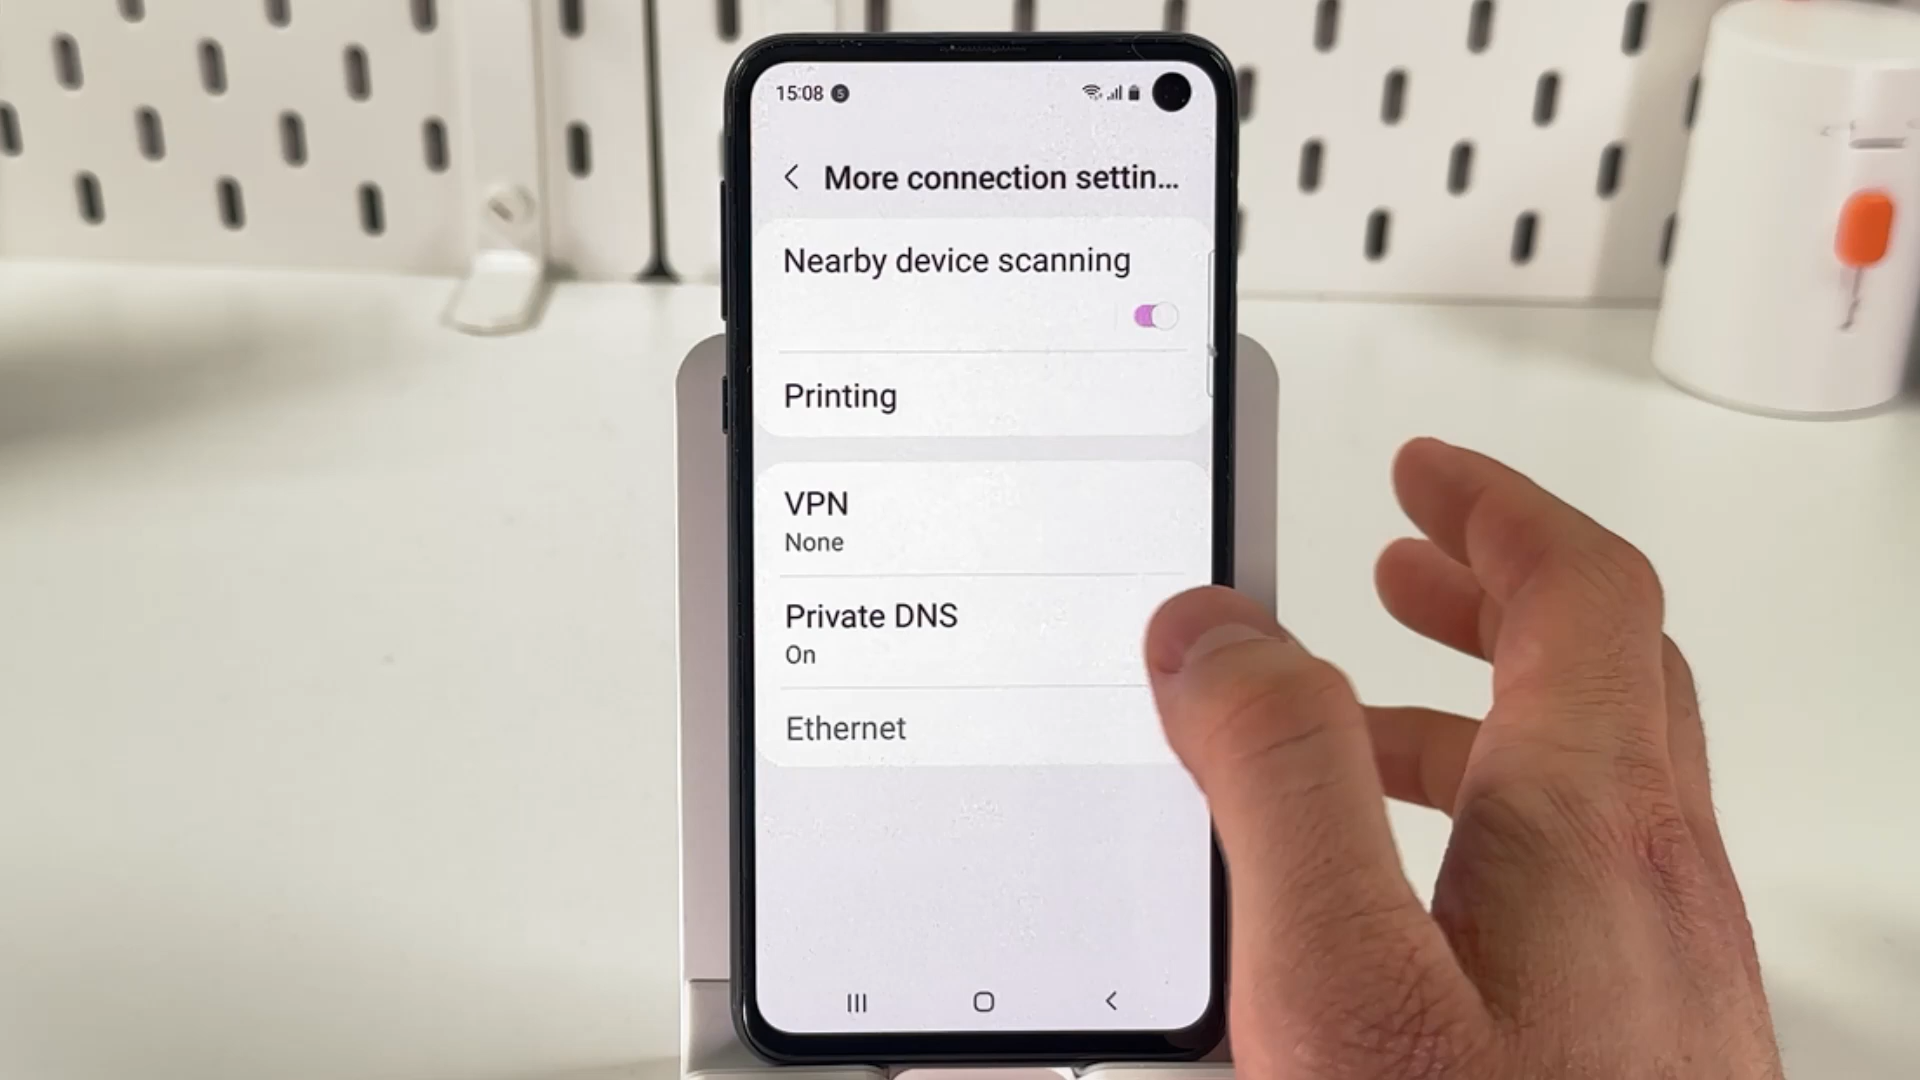 15:08
More connection settin...
Nearby device scanning
Printing
VPN
None
Private DNS
On
Ethernet